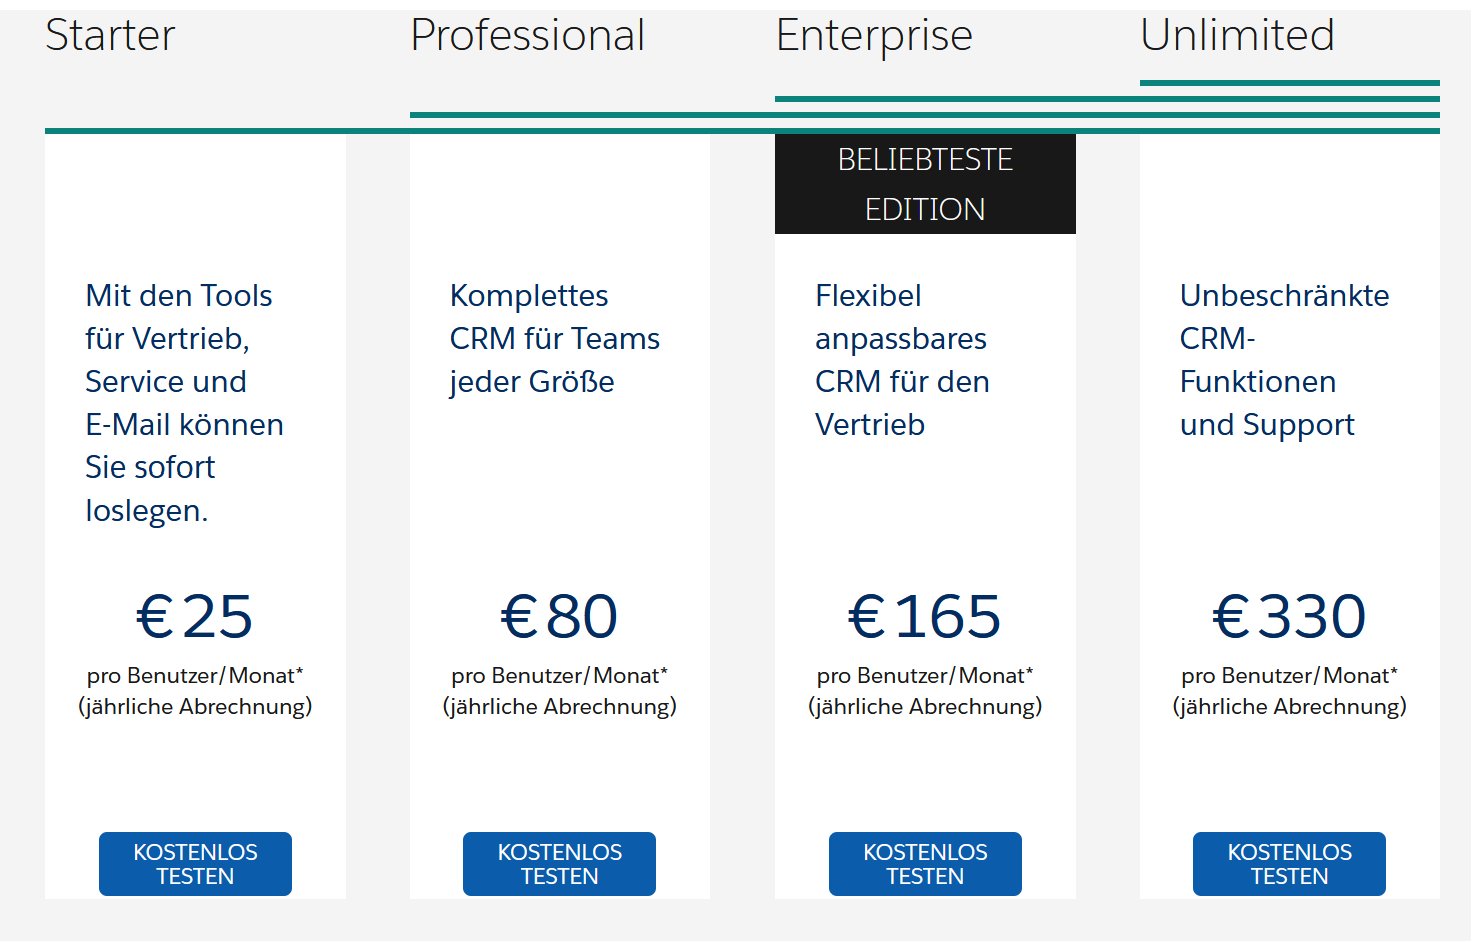 Starter
Professional
Enterprise
Unlimited
BELIEBTESTE
EDITION
Mit den Tools
für Vertrieb,
Service und
E-Mail können
Sie sofort
loslegen.
€25
pro Benutzer/Monat*
(jährliche Abrechnung)
KOSTENLOS
TESTEN
Komplettes
CRM für Teams
jeder Größe
€80
pro Benutzer/Monat*
(jährliche Abrechnung)
KOSTENLOS
TESTEN
Flexibel
anpassbares
CRM für den
Vertrieb
€165
pro Benutzer/Monat*
(jährliche Abrechnung)
KOSTENLOS
TESTEN
Unbeschränkte
CRM-
Funktionen
und Support
€330
pro Benutzer/Monat*
(jährliche Abrechnung)
KOSTENLOS
TESTEN